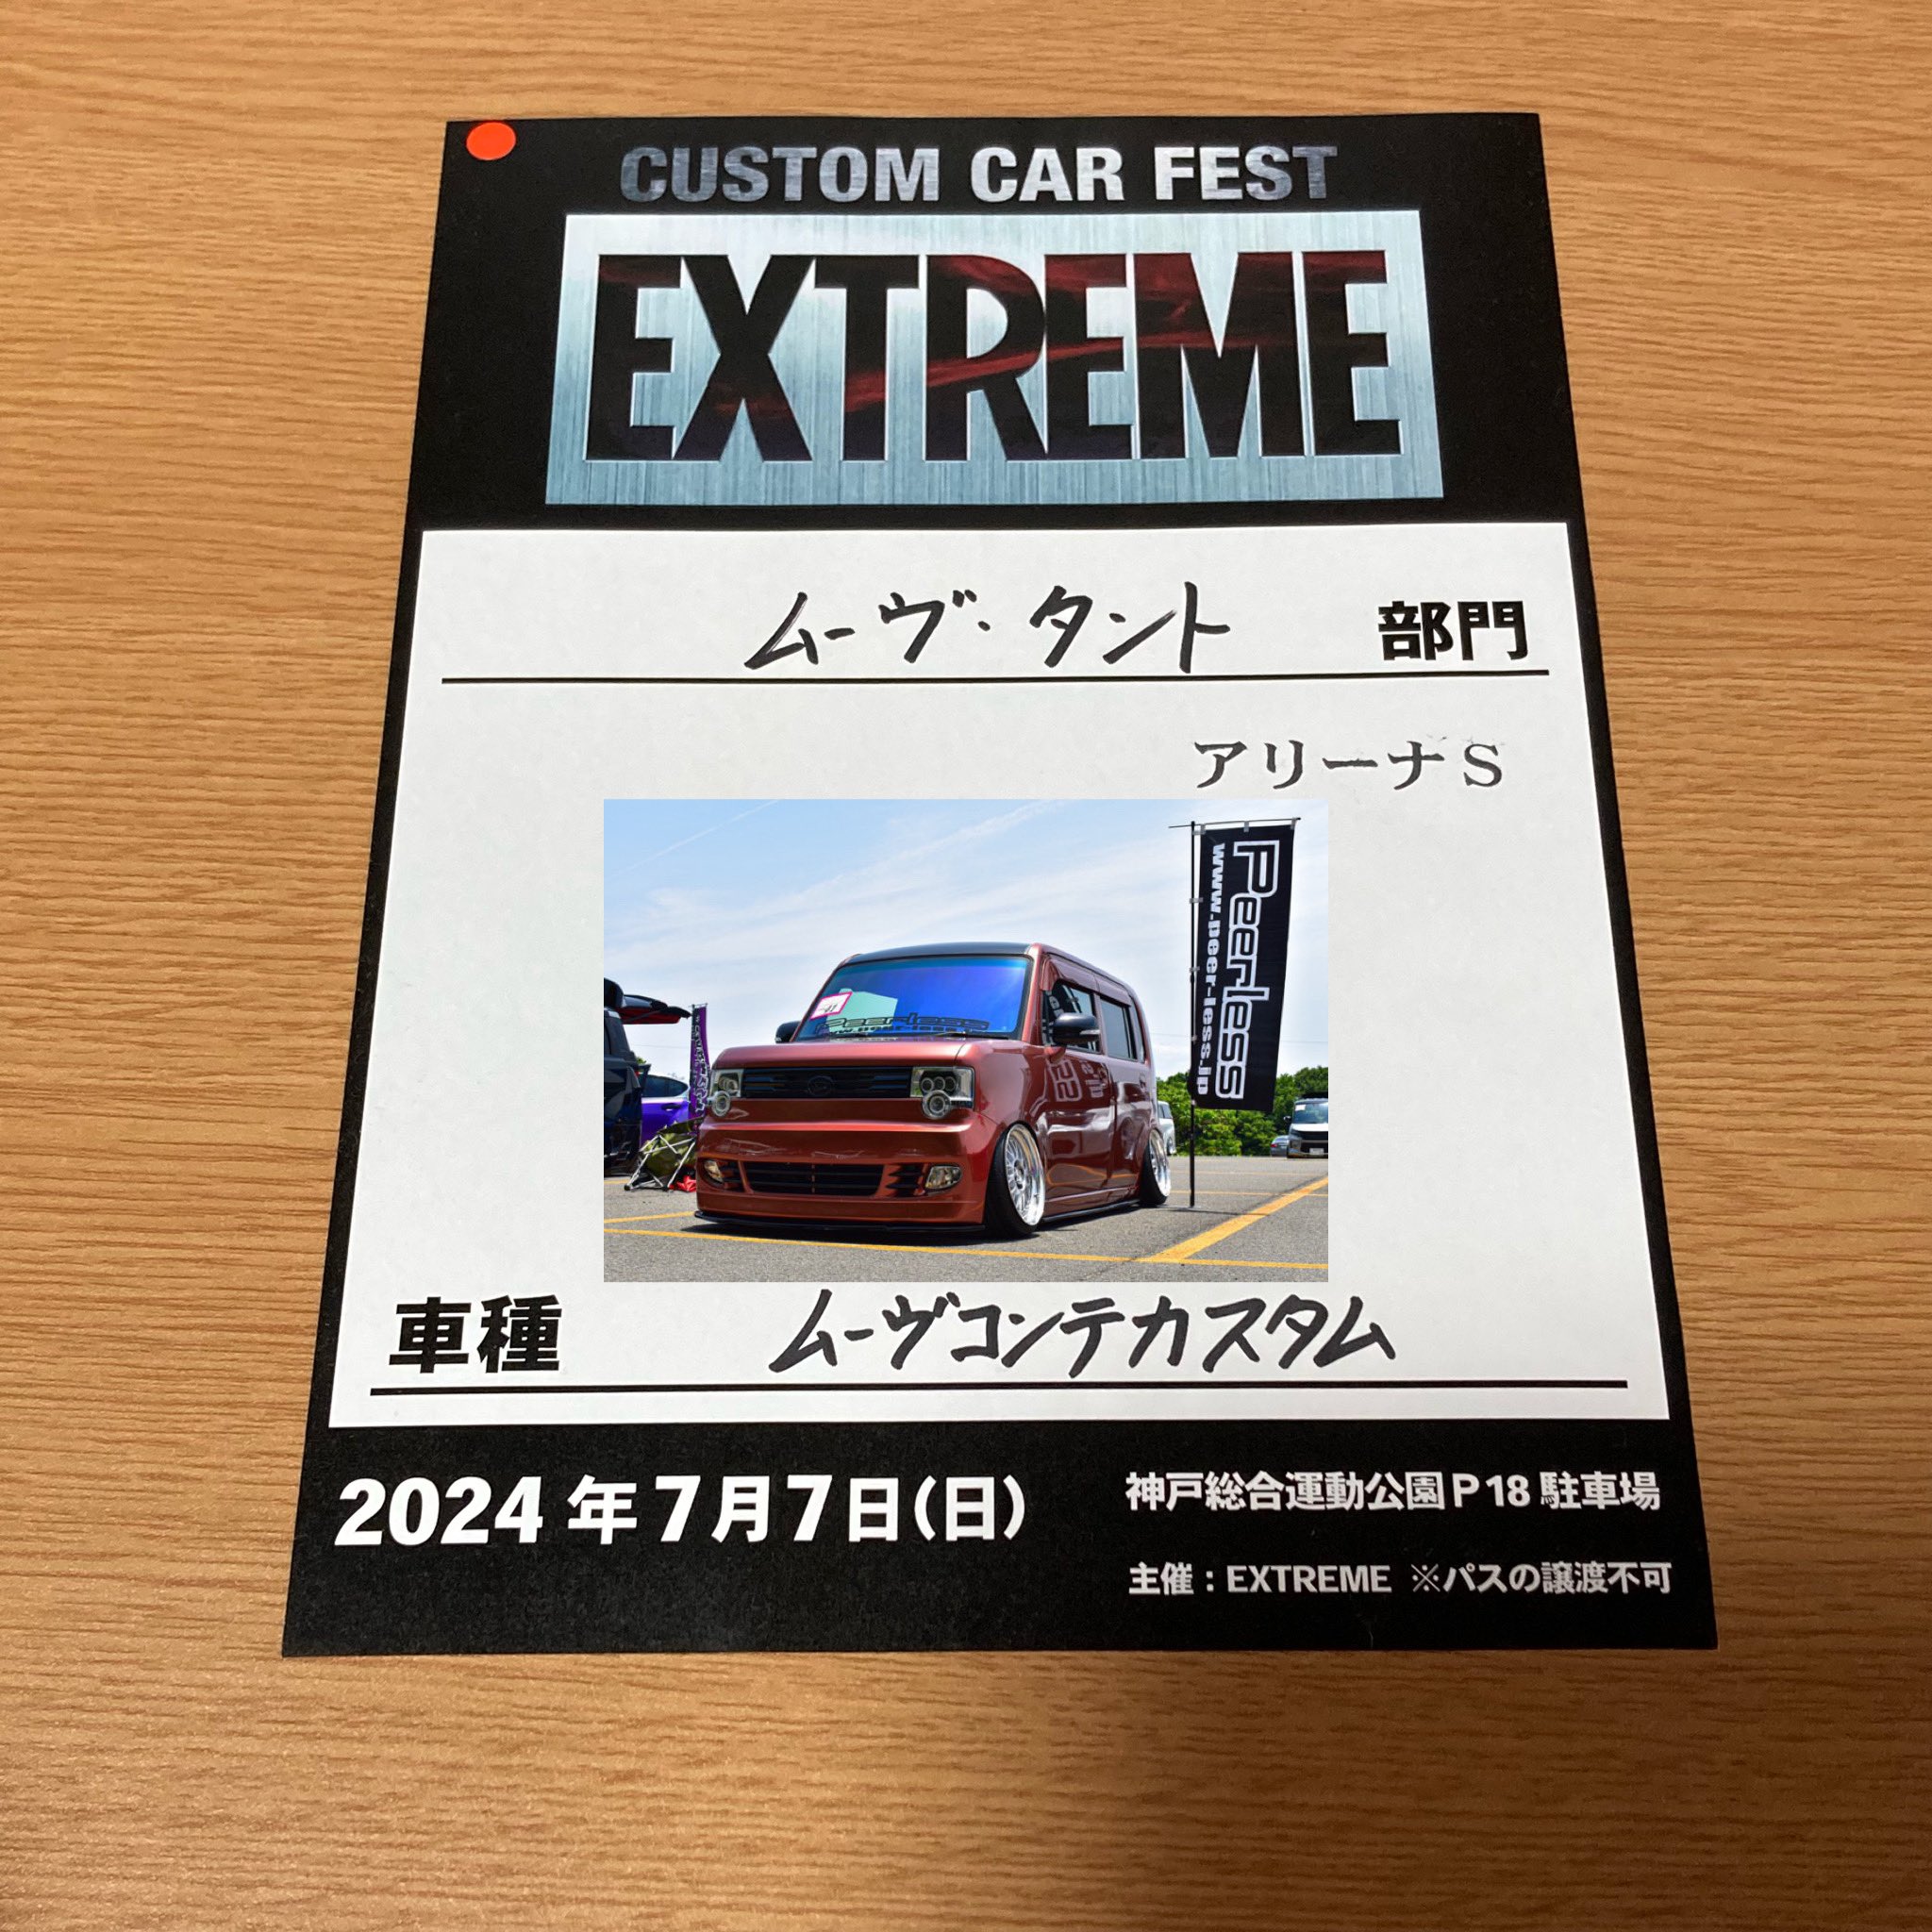 CUSTOM CAR FEST
EXTREME
ムーヴ・タント 部門
アリーナS
Peerless
www.peer-less.jp
Peerless
車種 ムーヴコンテカスタム
2024年7月7日(日)
神戸総合運動公園P18駐車場
主催：EXTREME ※パスの譲渡不可